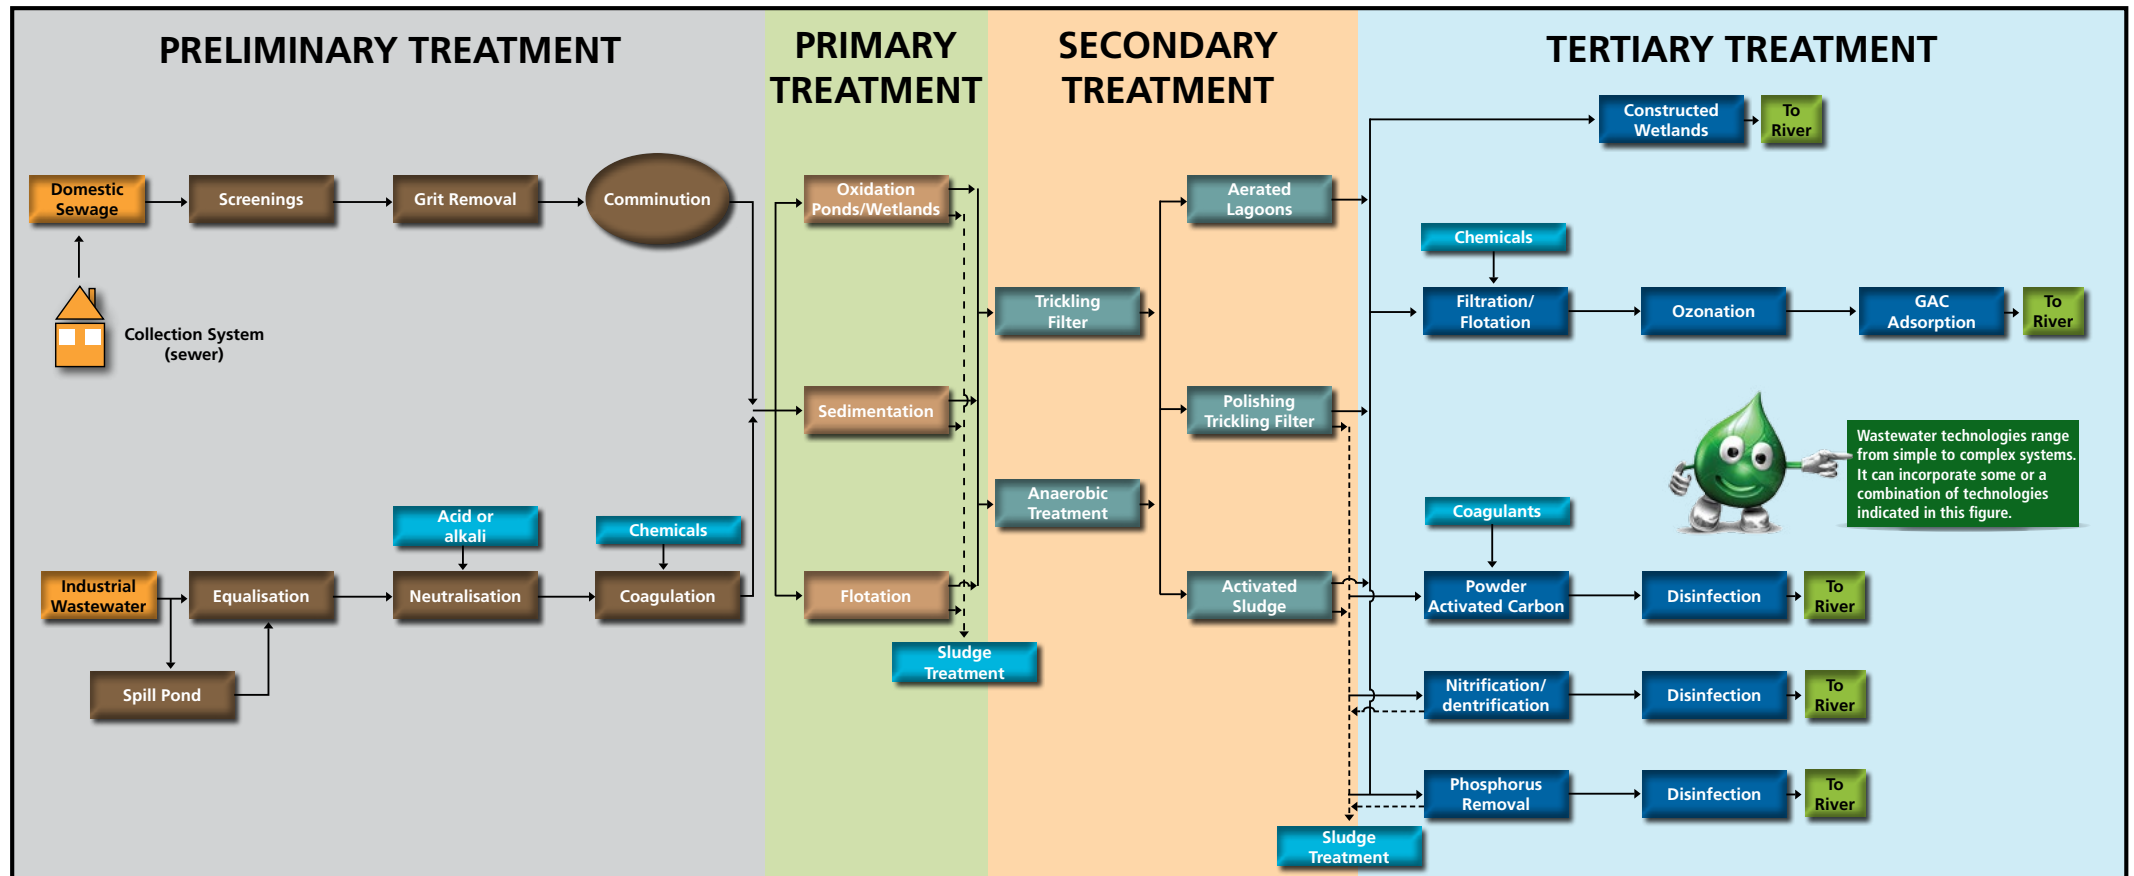 PRELIMINARY TREATMENT
PRIMARY
TREATMENT
SECONDARY
TREATMENT
TERTIARY TREATMENT
Constructed
Wetlands
To
River
Domestic
Sewage
Screenings
Grit Removal
Comminution
Oxidation
Ponds/Wetlands
Aerated
Lagoons
Chemicals
Trickling
Filter
Filtration/
Flotation
Ozonation
GAC
Adsorption
To
River
Collection System
(sewer)
Sedimentation
Polishing
Trickling Filter
Wastewater technologies range
from simple to complex systems.
It can incorporate some or a
combination of technologies
indicated in this figure.
Anaerobic
Treatment
Coagulants
Acid or
alkali
Chemicals
Industrial
Wastewater
Equalisation
Neutralisation
Coagulation
Flotation
Activated
Sludge
Powder
Activated Carbon
Disinfection
To
River
Sludge
Treatment
Spill Pond
Nitrification/
dentrification
Disinfection
To
River
Phosphorus
Removal
Disinfection
To
River
Sludge
Treatment